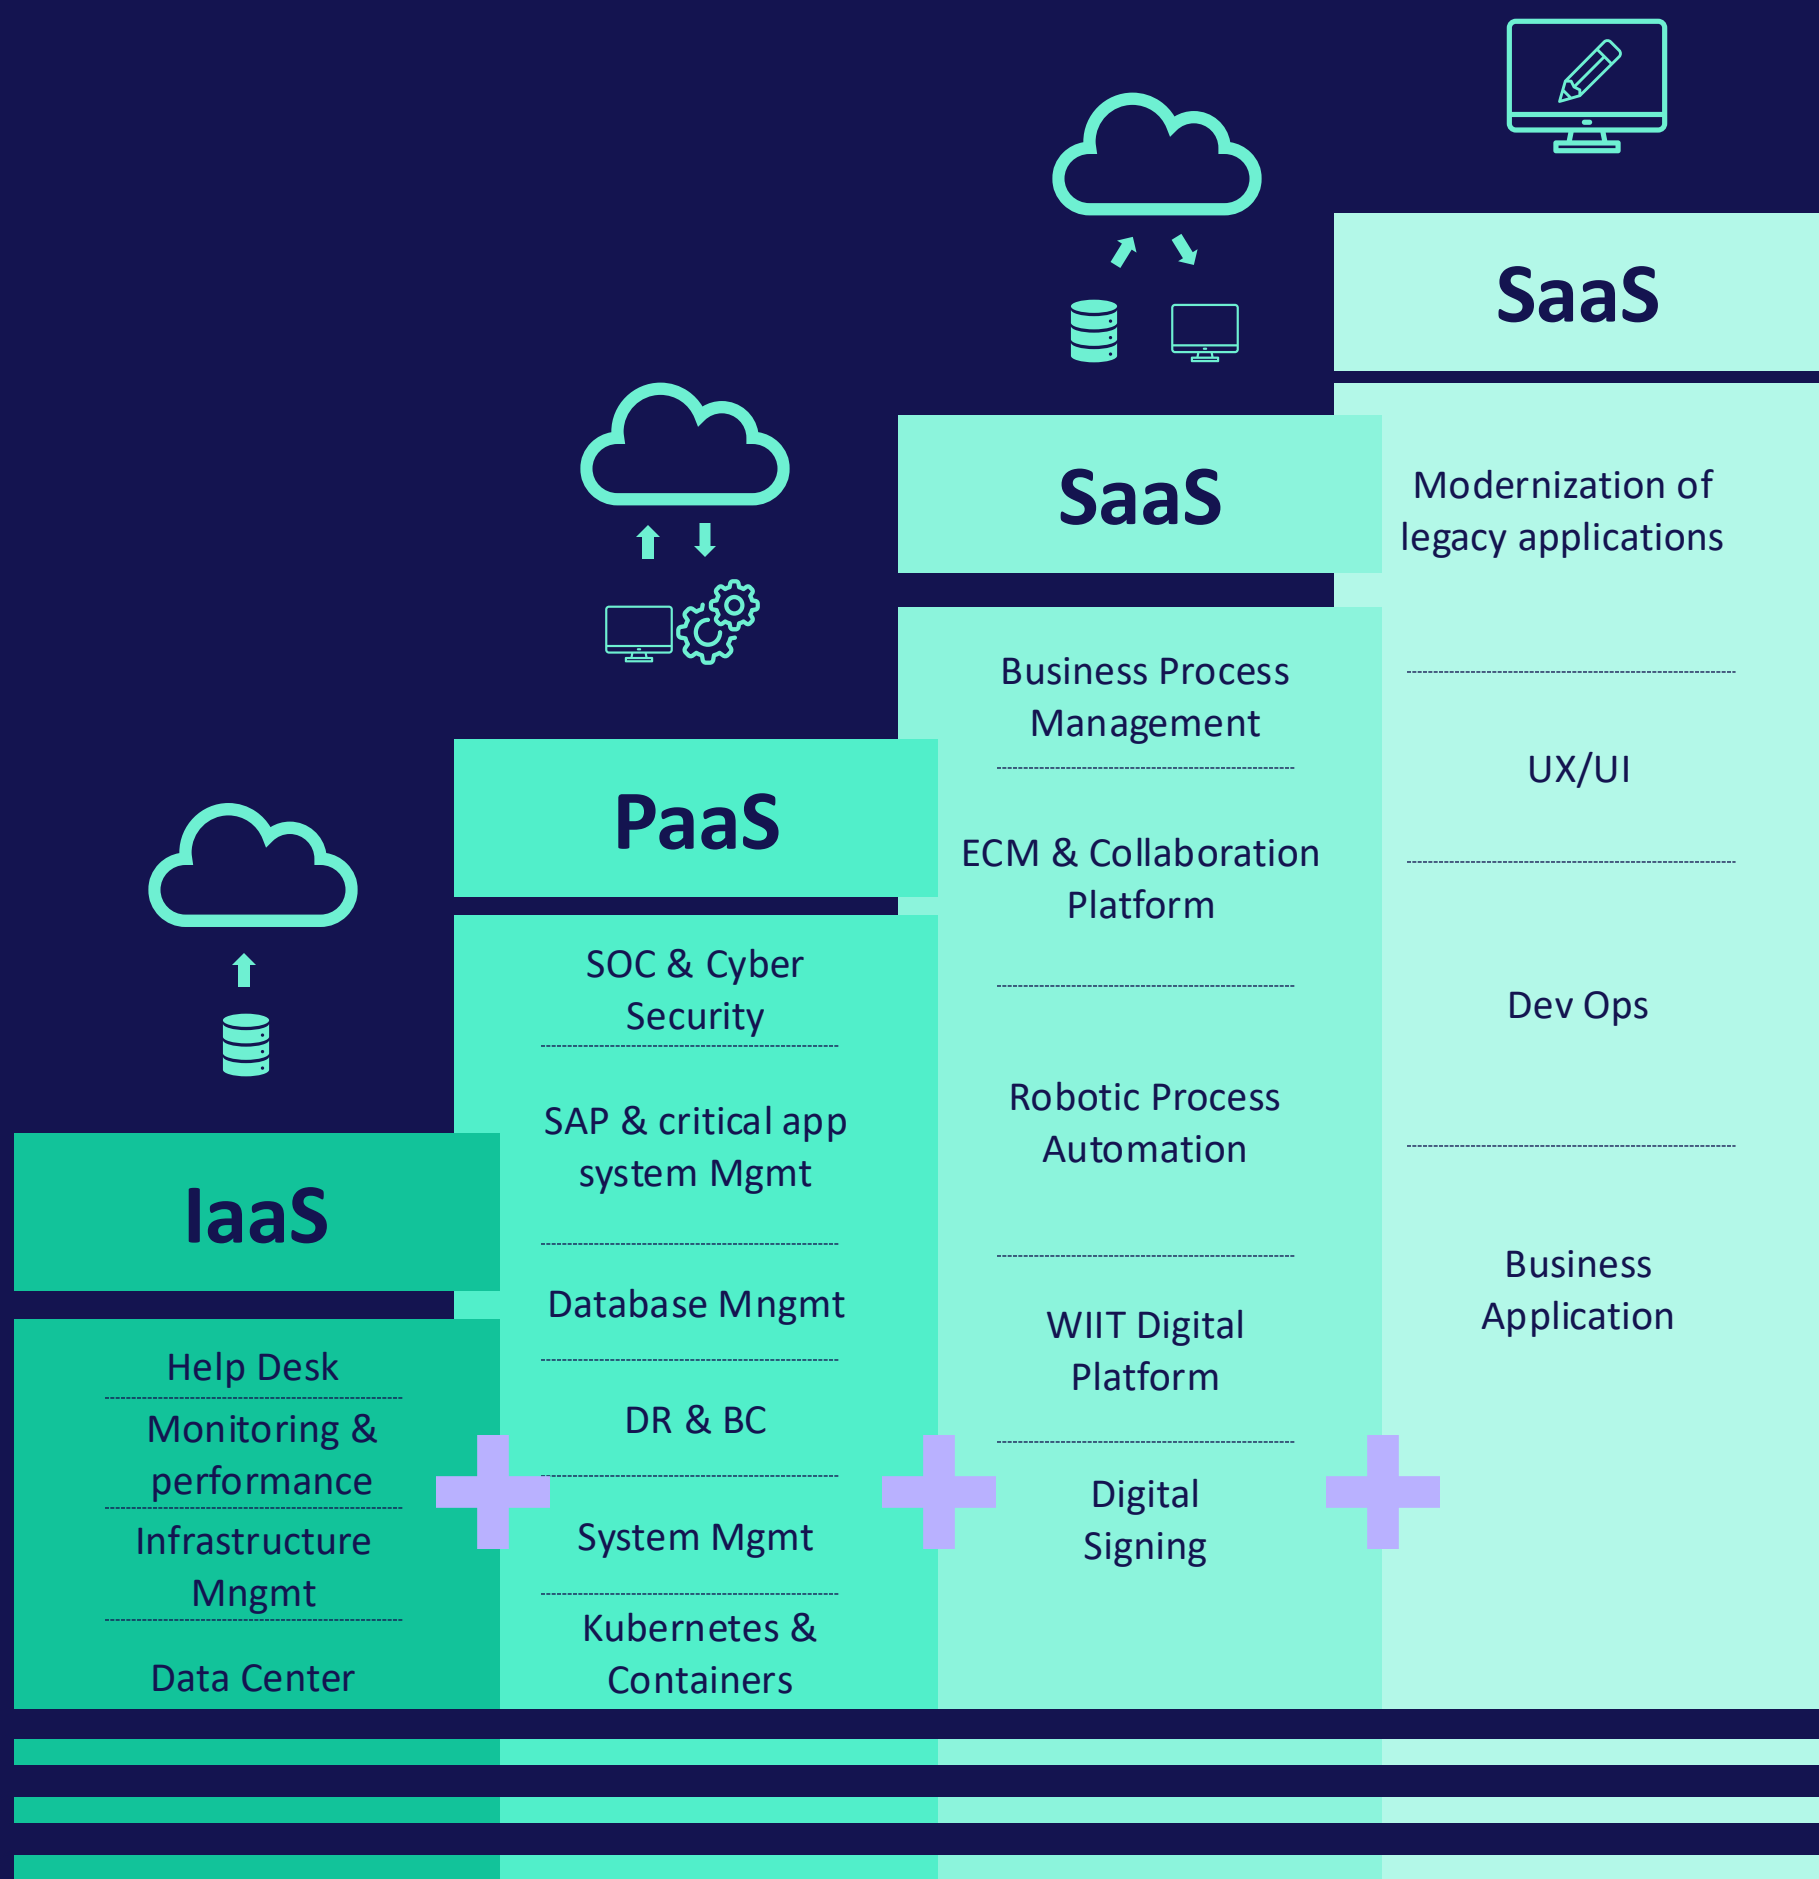 IaaS
Help Desk
Monitoring &
performance
Infrastructure
Mngmt
Data Center
PaaS
SOC & Cyber
Security
SAP & critical app
system Mgmt
Database Mngmt
DR & BC
System Mgmt
Kubernetes &
Containers
SaaS
Business Process
Management
ECM & Collaboration
Platform
Robotic Process
Automation
WIIT Digital
Platform
Digital
Signing
SaaS
Modernization of
legacy applications
UX/UI
Dev Ops
Business
Application